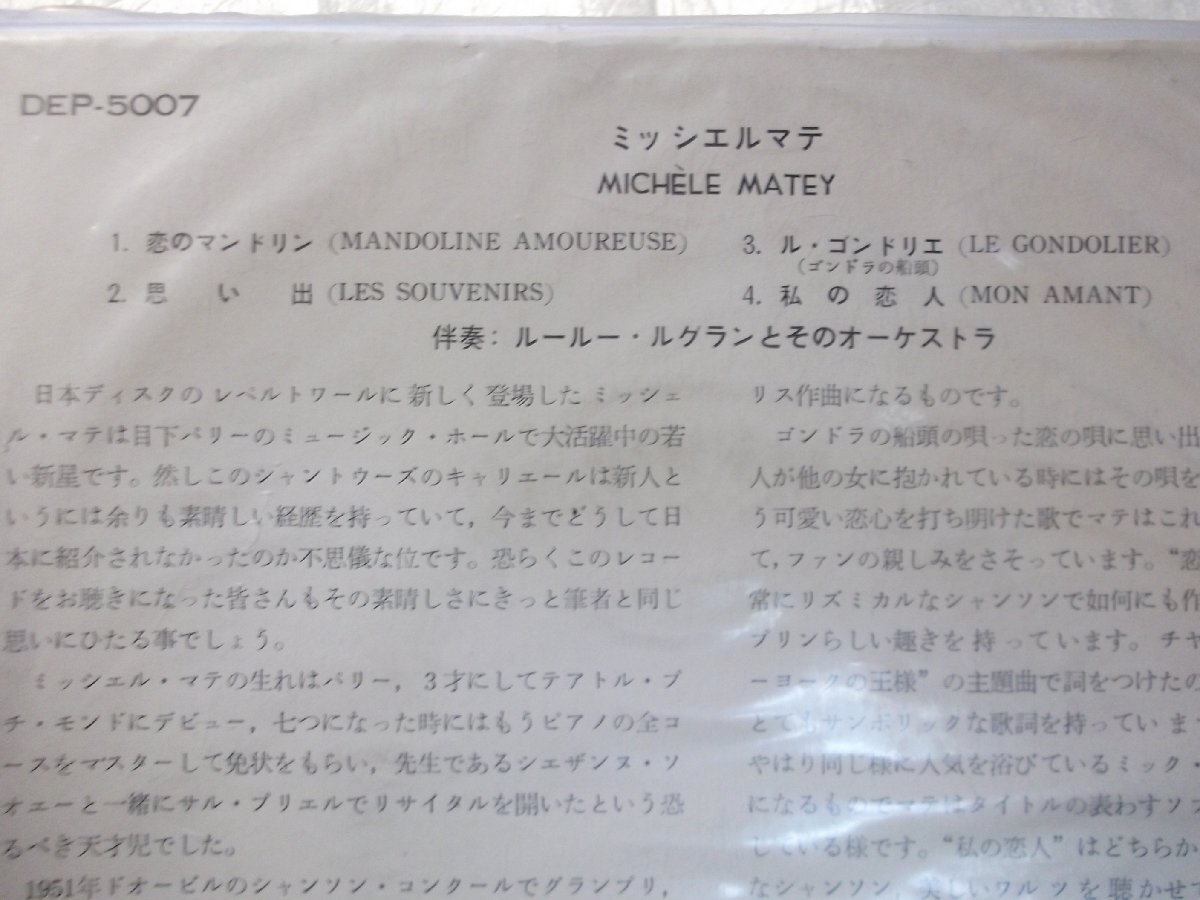 DEP-5007
ミッシエルマテ
MICHÈLE MATEY
1. 恋のマンドリン (MANDOLINE AMOUREUSE)
2. 思い出 (LES SOUVENIRS)
3. ル・ゴンドリエ (LE GONDOLIER)
(ゴンドラの船頭)
4. 私の恋人 (MON AMANT)
伴奏: ルールー・ルグランとそのオーケストラ
日本ディスクのレペルトワールに新しく登場したミッシェ
ル・マテは目下パリーのミュージック・ホールで大活躍中の若
い新星です。然しこのシャントゥーズのキャリエールは新人と
いうには余りも素晴しい経歴を持っていて, 今までどうして日
本に紹介されなかったのか不思儀な位です。恐らくこのレコー
ドをお聴きになった皆さんもその素晴しさにきっと筆者と同じ
思いにひたる事でしょう。
ミッシェル・マテの生れはパリー, 3才にしてテアトル・プ
チ・モンドにデビュー, 七つになった時にはもうピアノの全コ
ースをマスターして免状をもらい, 先生であるシェザンヌ・ソ
オエーと一緒にサル・プリエルでリサイタルを開いたという恐
るべき天才児でした。
1951年ドオービルのシャンソン・コンクールでグランプリ,
リス作曲になるものです。
ゴンドラの船頭の唄った恋の唄に思い出
人が他の女に抱かれている時にはその唄を
う可愛い恋心を打ち明けた歌でマテはこれ
て, ファンの親しみをさそっています。“恋
常にリズミカルなシャンソンで如何にも作
プリンらしい趣きを持っています。チャ
ーヨークの王様”の主題曲で詞をつけたの
とてもサンボリックな歌詞を持っていま
やはり同じ様に人気を浴びているミック・
になるものでマテはタイトルの表わすソフ
している様です。“私の恋人”はどちらか
なシャンソン, 美しいワルツを聴かせて